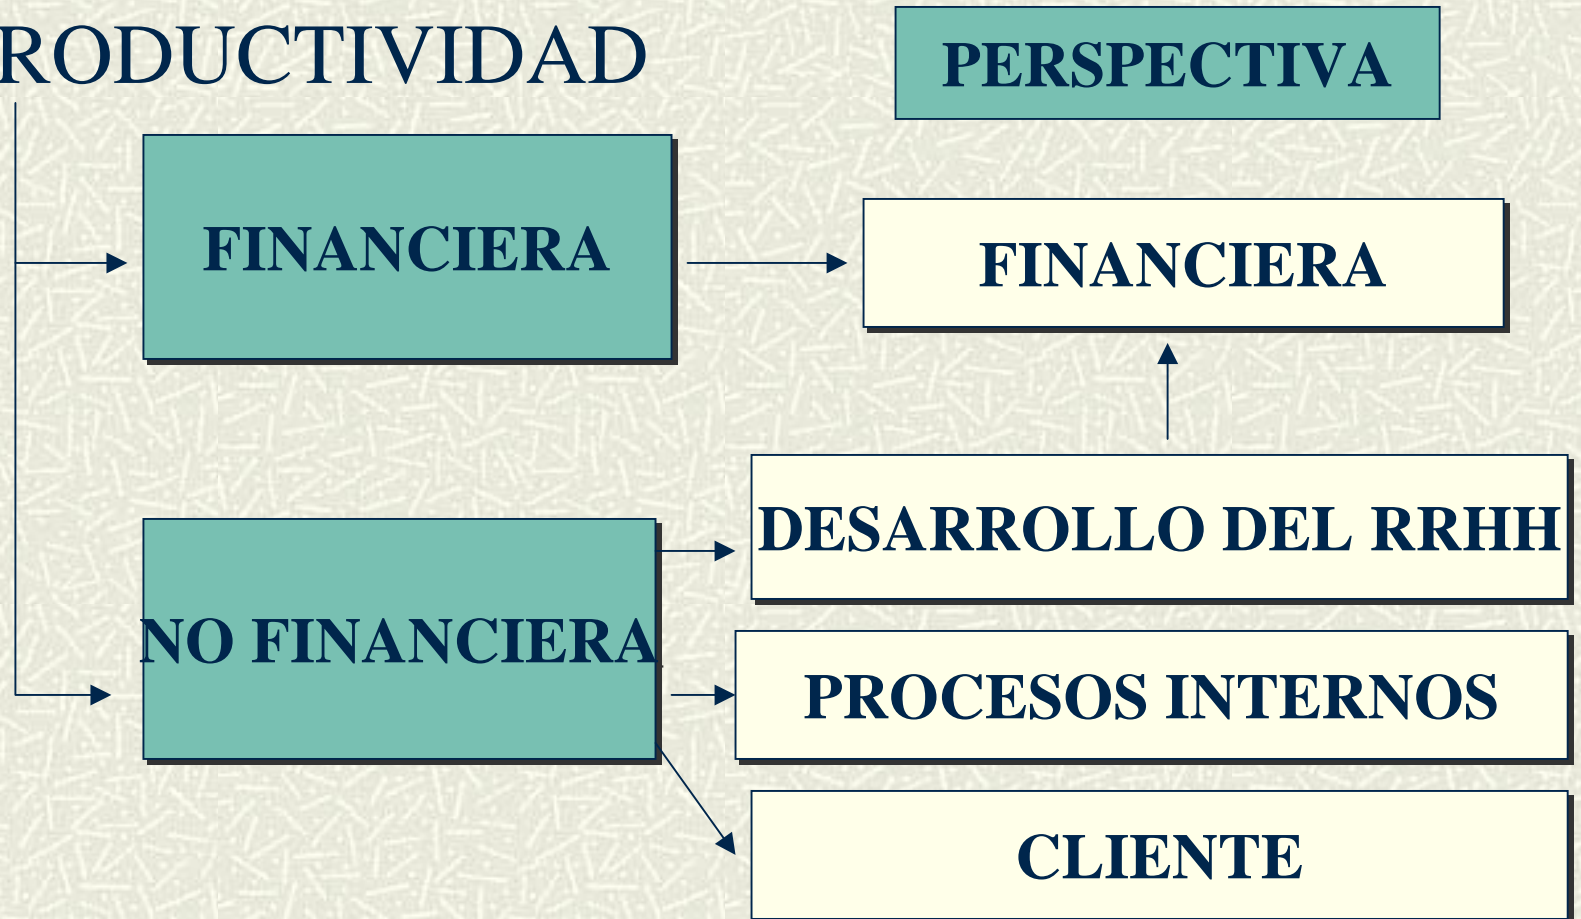 RODUCTIVIDAD
PERSPECTIVA
FINANCIERA
FINANCIERA
DESARROLLO DEL RRHH
NO FINANCIERA
PROCESOS INTERNOS
CLIENTE